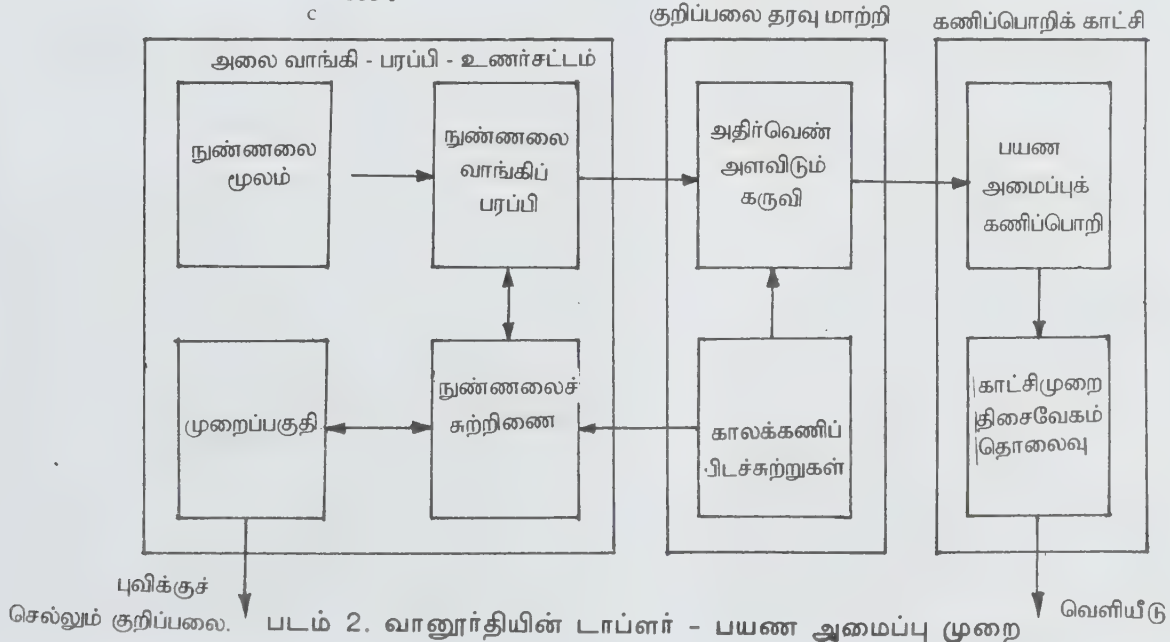 c
குறிப்பலை தரவு மாற்றி
கணிப்பொறிக் காட்சி
அலை வாங்கி - பரப்பி - உணர்சட்டம்
நுண்ணலை
மூலம்
நுண்ணலை
வாங்கிப்
பரப்பி
அதிர்வெண்
அளவிடும்
கருவி
பயண
அமைப்புக்
கணிப்பொறி
முறைப்பகுதி
நுண்ணலைச்
சுற்றிணை
காலக்கணிப்
பிடச்சுற்றுகள்
காட்சிமுறை
திசைவேகம்
தொலைவு
புவிக்குச்
செல்லும் குறிப்பலை.
வெளியீடு
படம் 2. வானூர்தியின் டாப்ளர் - பயண அமைப்பு முறை